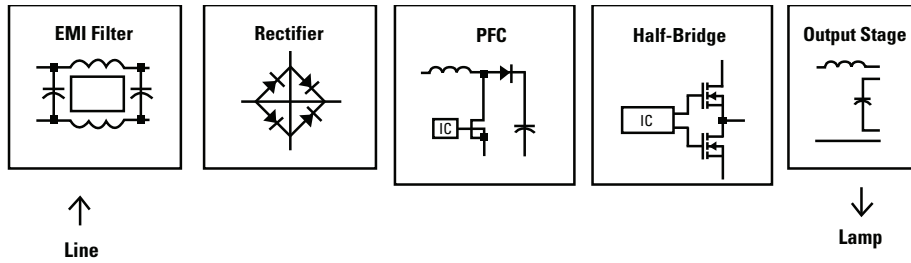 EMI Filter
Rectifier
PFC
Half-Bridge
Output Stage
IC
IC
Line
Lamp